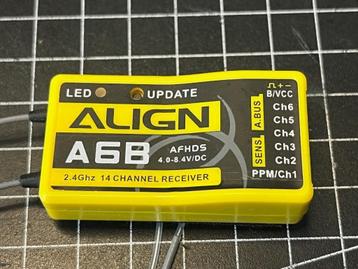 LED UPDATE
ALIGN
A6B
AFHDS
4.0-8.4V/DC
2.4Ghz 14 CHANNEL RECEIVER
⎍ + -
B/VCC
Ch6
Ch5
Ch4
Ch3
Ch2
PPM/Ch1
A.BUS
SENS